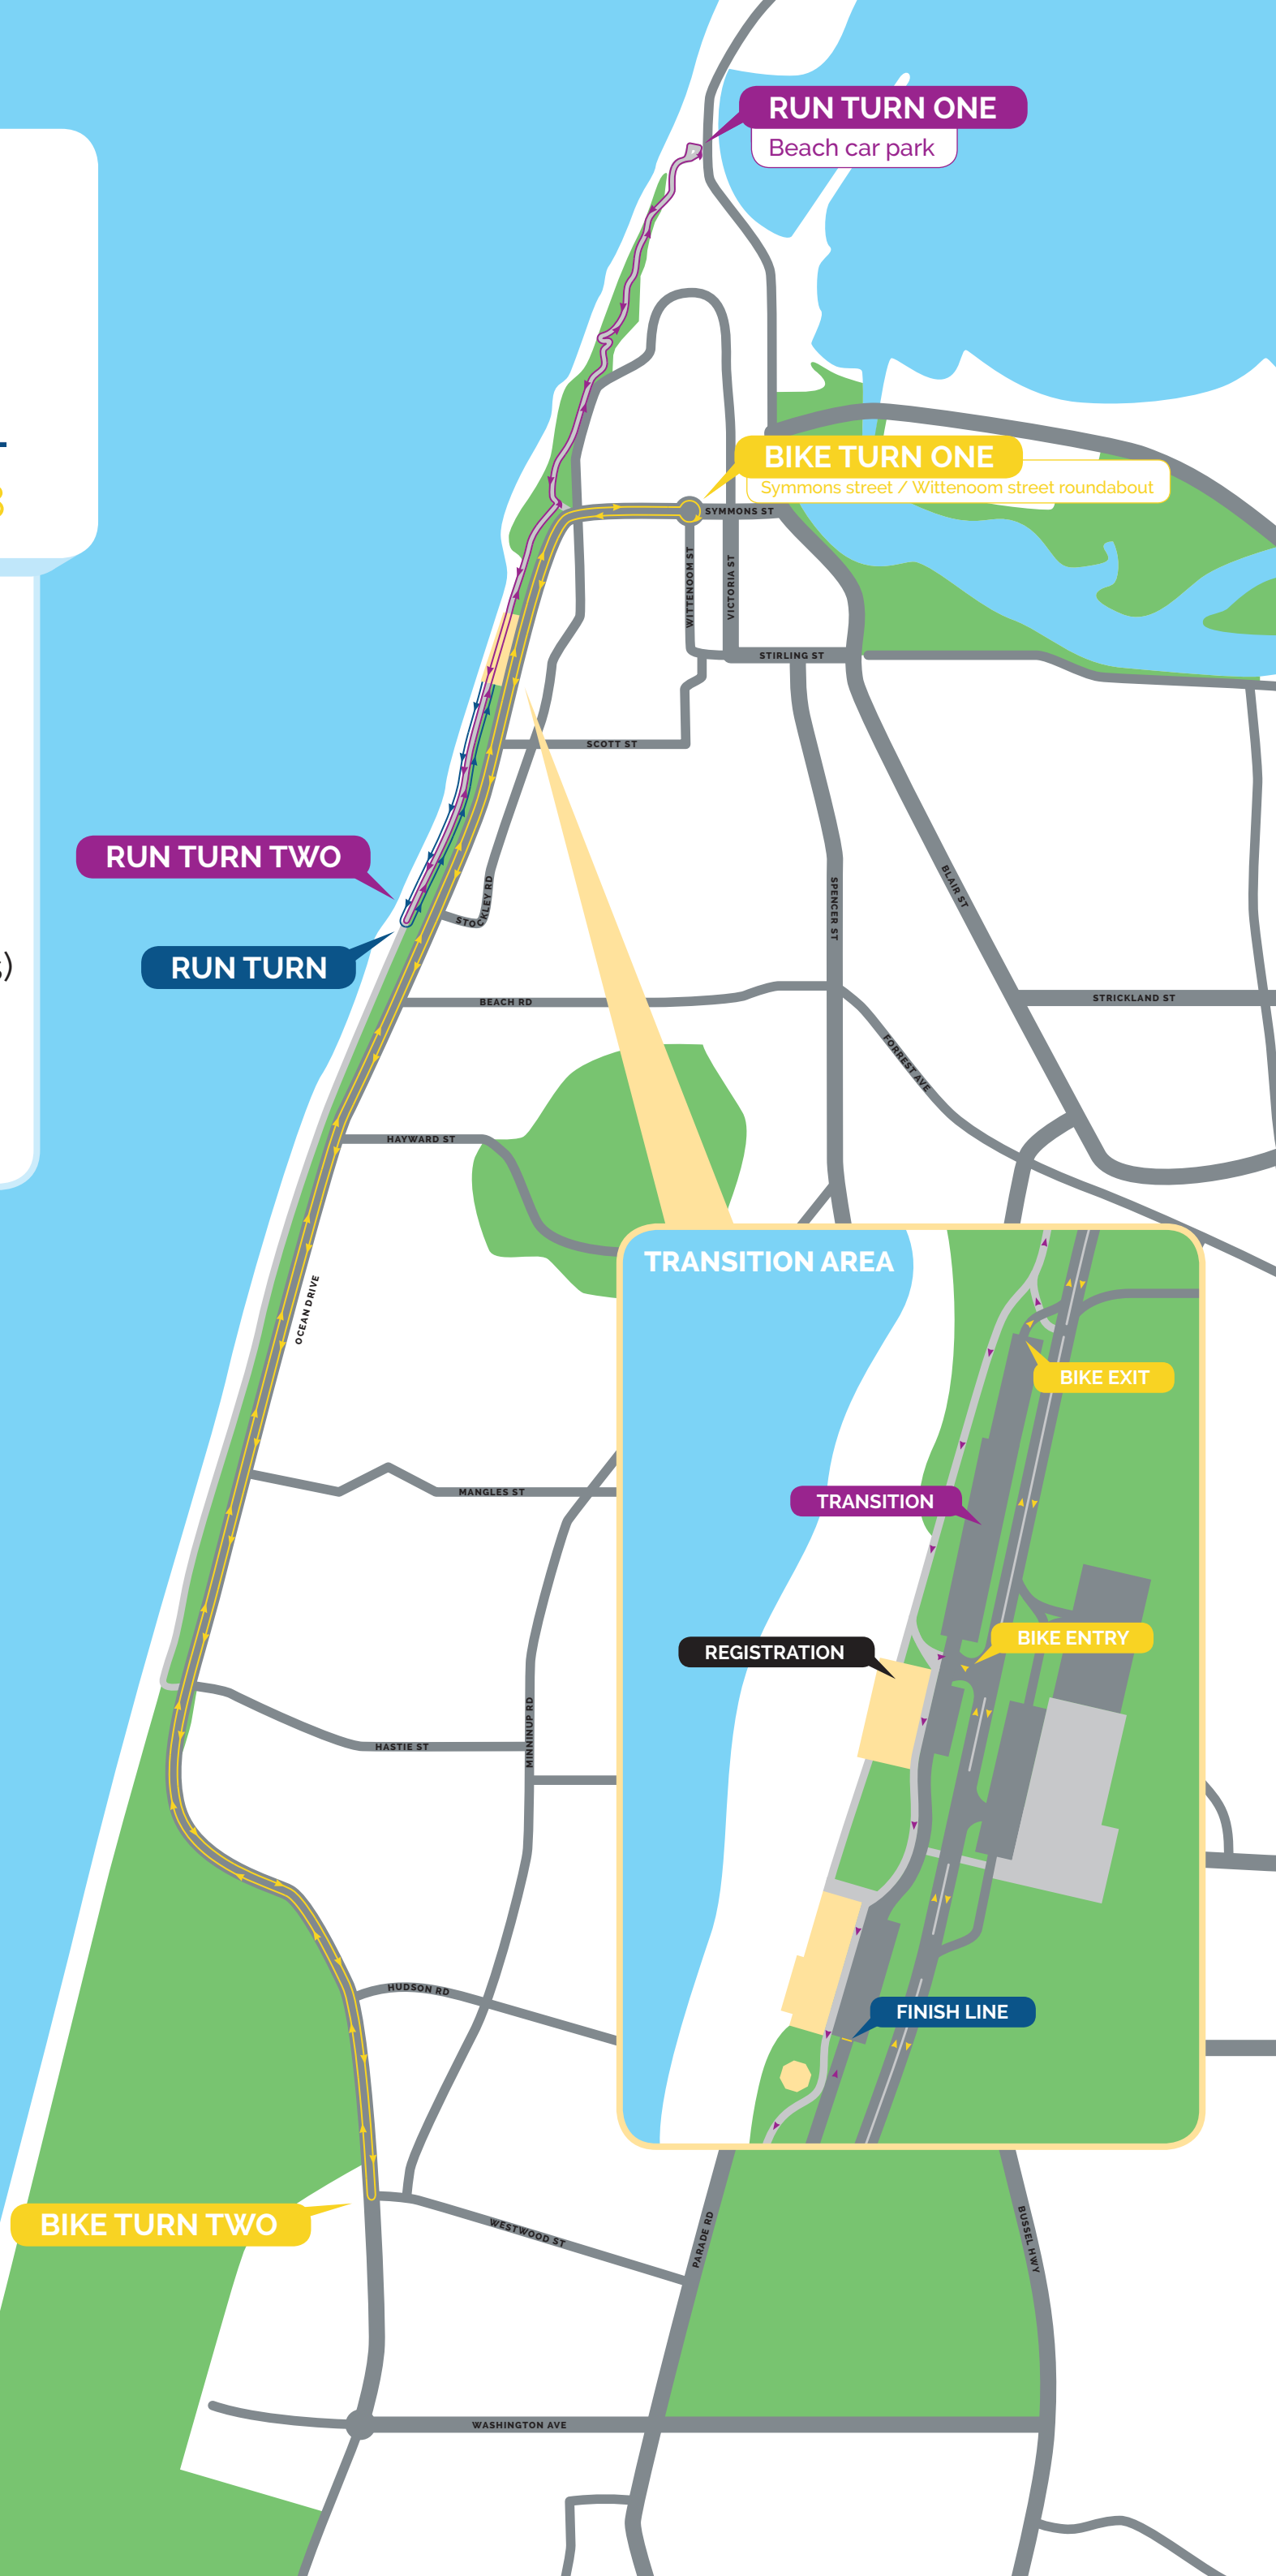 RUN TURN ONE
Beach car park
BIKE TURN ONE
Symmons street / Wittenoom street roundabout
SYMMONS ST
WITTENOOM ST
VICTORIA ST
STIRLING ST
SCOTT ST
RUN TURN TWO
STOCKLEY RD
SPENCER ST
BLAIR ST
RUN TURN
s)
BEACH RD
STRICKLAND ST
FORREST AVE
HAYWARD ST
TRANSITION AREA
OCEAN DRIVE
BIKE EXIT
MANGLES ST
TRANSITION
BIKE ENTRY
REGISTRATION
MINNINUP RD
HASTIE ST
HUDSON RD
FINISH LINE
BIKE TURN TWO
WESTWOOD ST
PARADE RD
BUSSEL HWY
WASHINGTON AVE